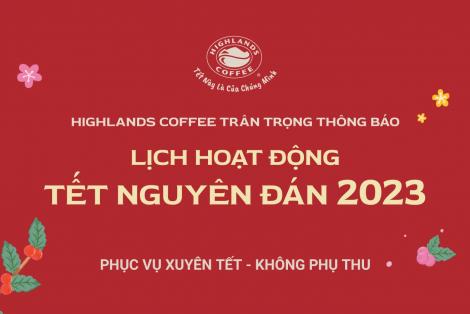 HIGHLANDS
COFFEE
®
Tết Này Là Của Chúng Mình
HIGHLANDS COFFEE TRÂN TRỌNG THÔNG BÁO
LỊCH HOẠT ĐỘNG
TẾT NGUYÊN ĐÁN 2023
PHỤC VỤ XUYÊN TẾT - KHÔNG PHỤ THU